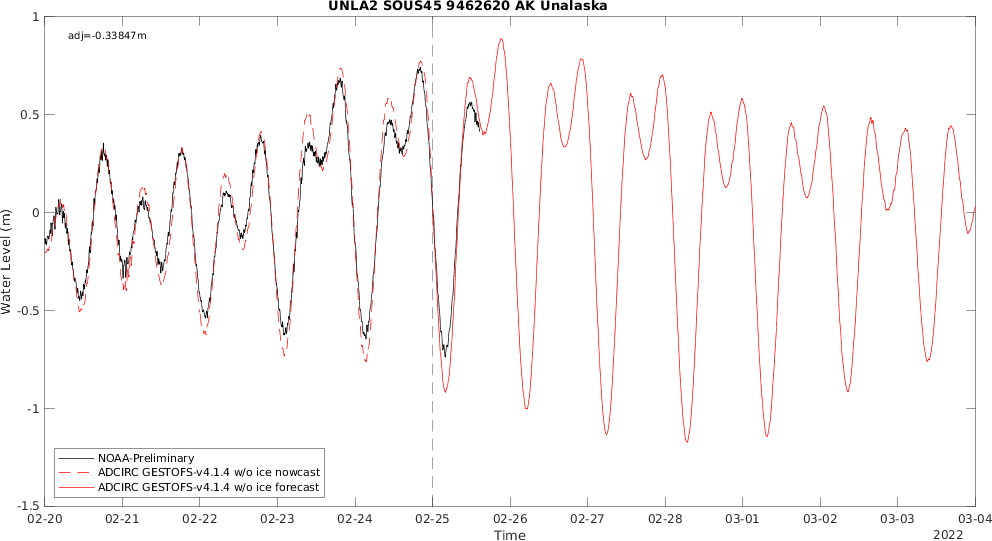 UNLA2 SOUS45 9462620 AK Unalaska
adj=-0.33847m
1
0.5
0
-0.5
-1
-1.5
Water Level (m)
NOAA-Preliminary
ADCIRC GESTOFS-v4.1.4 w/o ice nowcast
ADCIRC GESTOFS-v4.1.4 w/o ice forecast
02-20 02-21 02-22 02-23 02-24 02-25 02-26 02-27 02-28 03-01 03-02 03-03 03-04
Time
2022